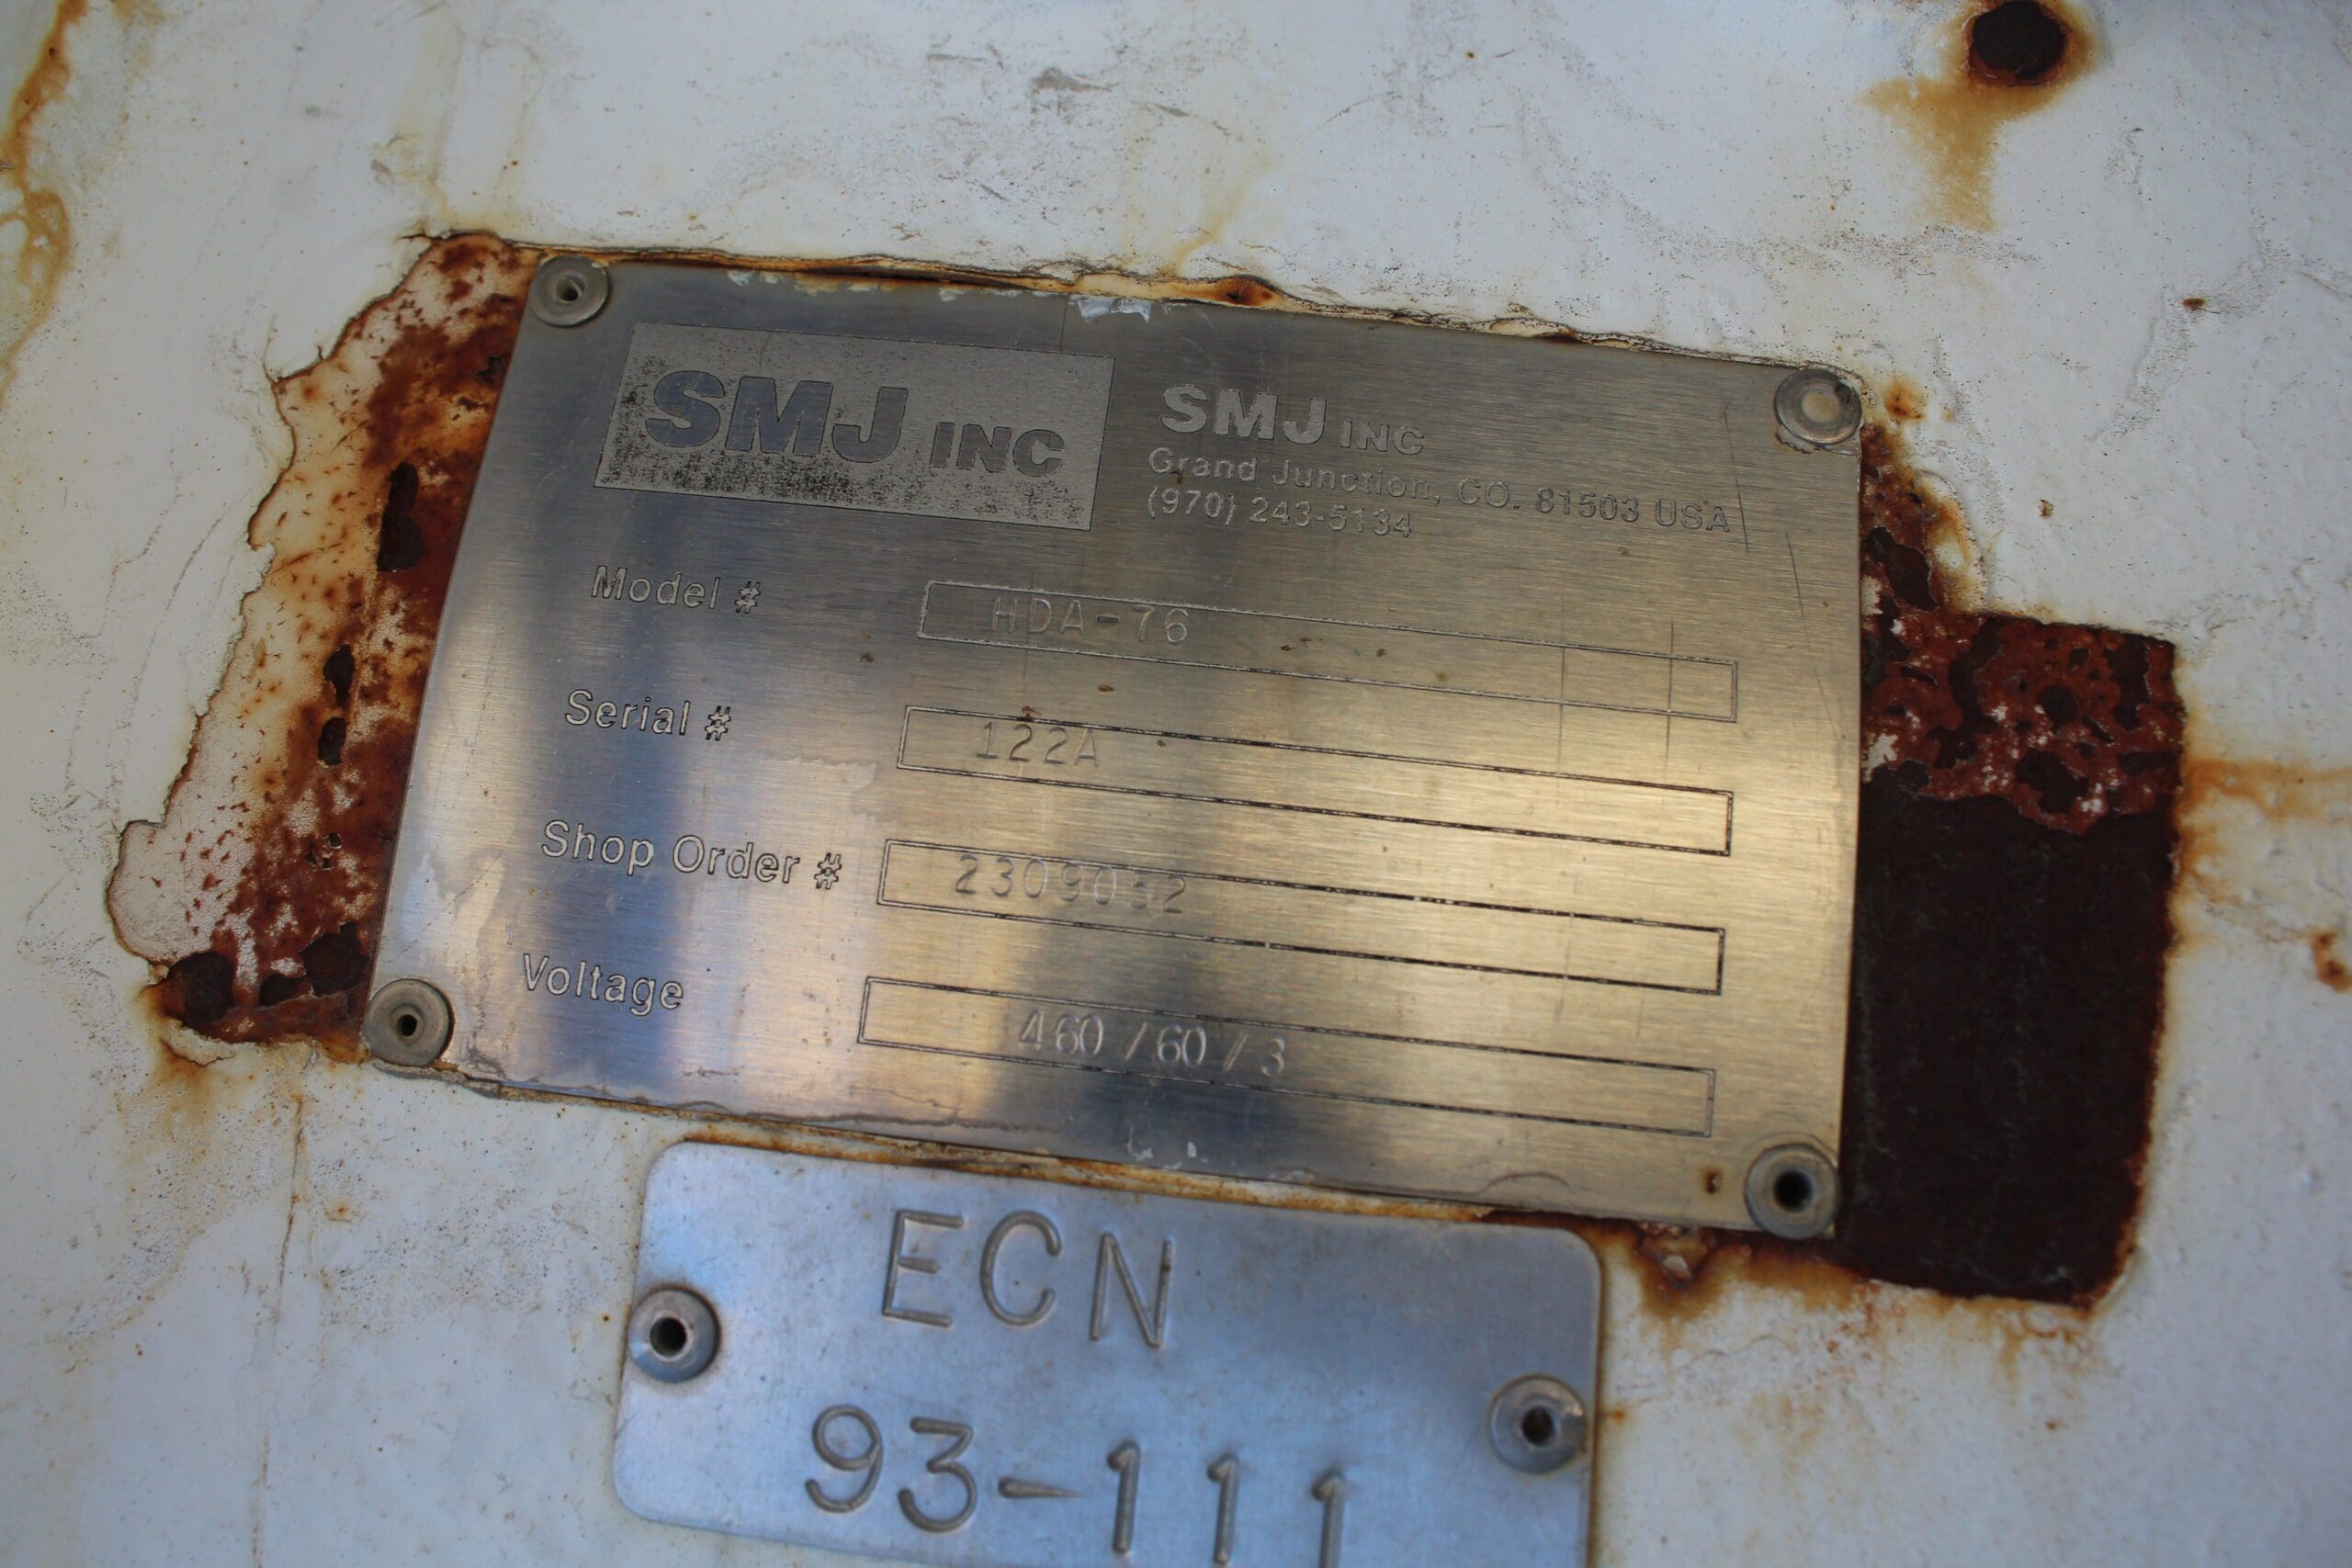 SMJ INC
SMJ INC
Grand Junction, CO. 81503 USA
(970) 243-5134
Model # HDA-76
Serial # 122A
Shop Order # 2309032
Voltage 460/60/3
ECN
93-111